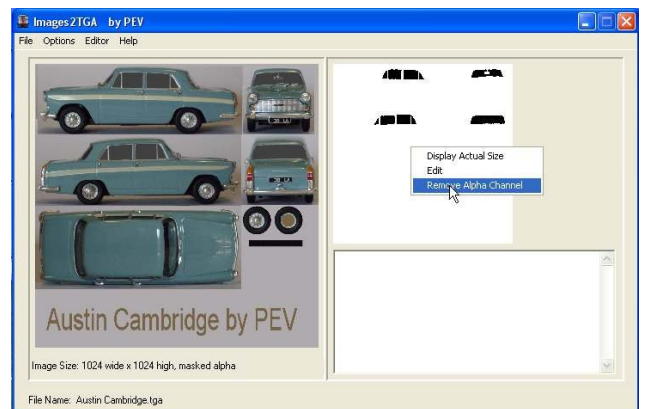 Images2TGA by PEV
File Options Editor Help
Display Actual Size
Edit
Remove Alpha Channel
Austin Cambridge by PEV
Image Size: 1024 wide x 1024 high, masked alpha
File Name: Austin Cambridge.tga